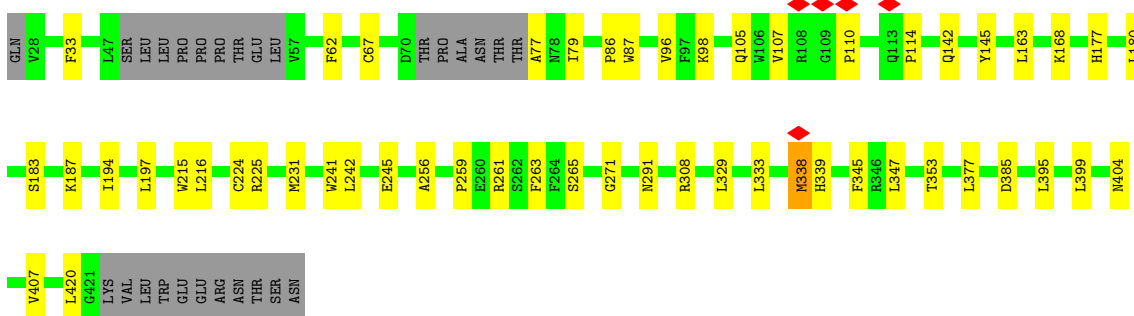 GLN V28 F33 L47 SER LEU LEU PRO PRO PRO THR GLU LEU V57 F62 C67 D70 THR PRO ALA ASN THR THR A77 N78 I79 P86 W87 V96 F97 K98 Q105 W106 V107 R108 G109 P110 Q113 P114 Q142 Y145 L163 K168 H177 L180
S183 K187 I194 L197 W215 L216 C224 R225 M231 W241 L242 E245 A256 P259 E260 R261 S262 F263 F264 S265 G271 N291 R308 L329 L333 M338 H339 F345 R346 L347 T353 L377 D385 L395 L399 N404
V407 L420 G421 LYS VAL LEU TRP GLU GLU ARG ASN THR SER ASN